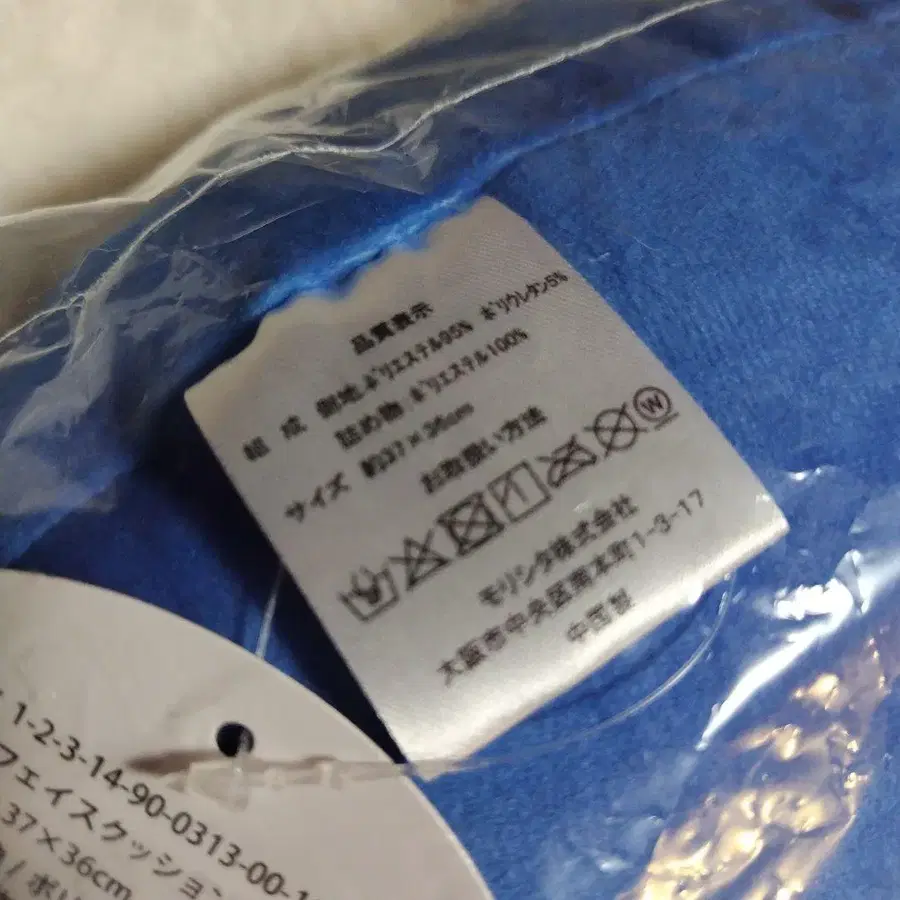 品質表示
組成 側地:ポリエステル95% ポリウレタン5%
詰め物 ポリエステル100%
サイズ 約37×36cm
お取扱い方法
W
モリシタ株式会社
大阪市中央区南本町1-3-17
中国製
1-2-3-14-90-0313-00-1
フェイスクッション
37×36cm